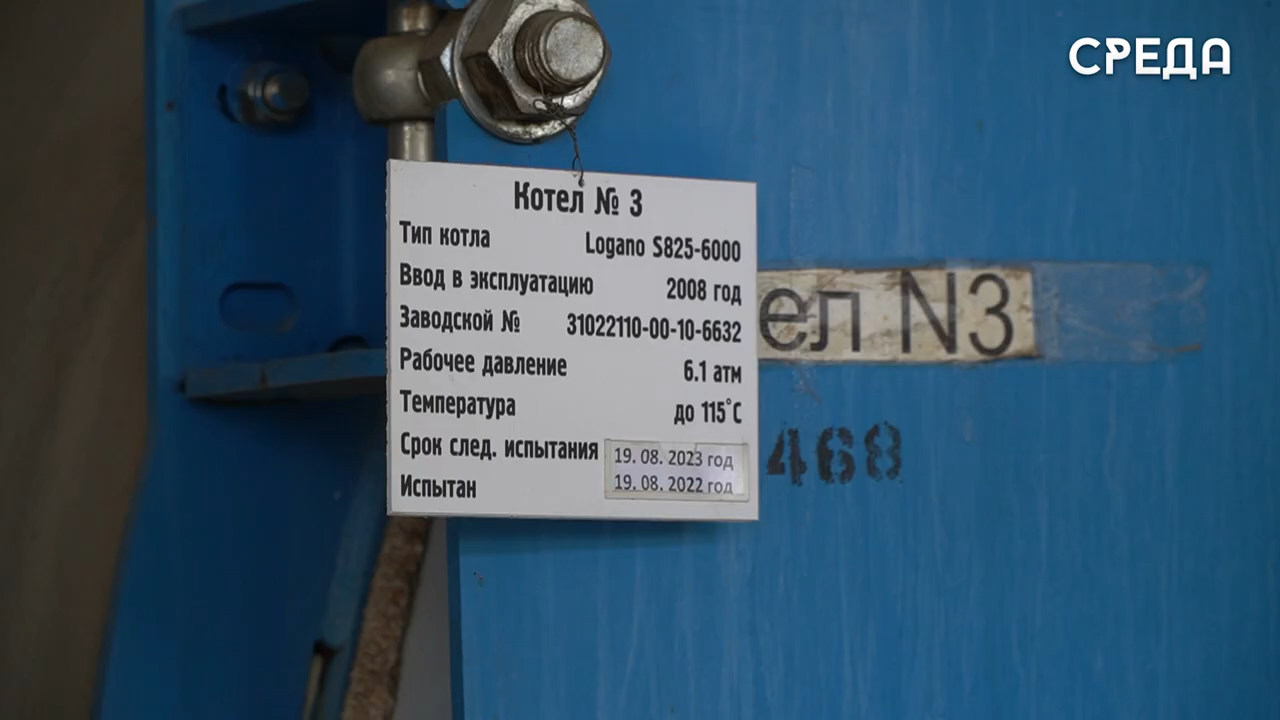 СРЕДА
Котел № 3
Тип котла Logano S825-6000
Ввод в эксплуатацию 2008 год
Заводской № 31022110-00-10-6632
Рабочее давление 6.1 атм
Температура до 115°С
Срок след. испытания 19. 08. 2023 год
Испытан 19. 08. 2022 год
ел N3
468